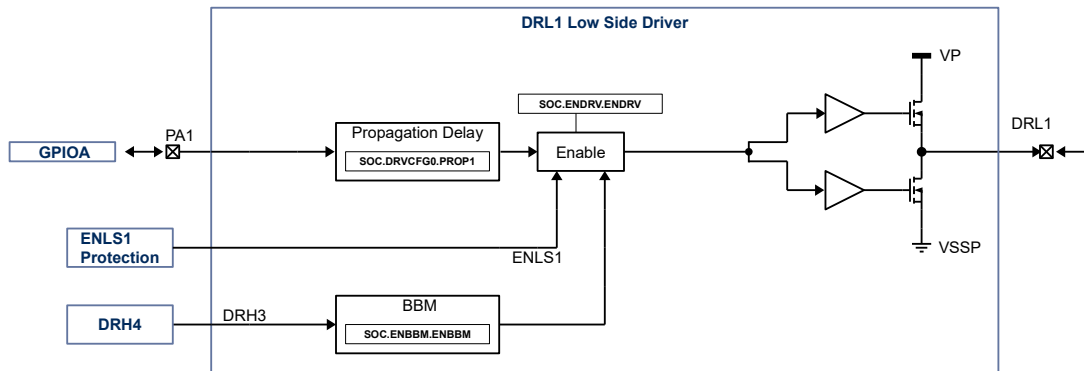 DRL1 Low Side Driver
VP
SOC.ENDRV.ENDRV
PA1
Propagation Delay
DRL1
GPIOA
SOC.DRVCFG0.PROP1
Enable
ENLS1
Protection
ENLS1
VSSP
BBM
DRH4
DRH3
SOC.ENBBM.ENBBM